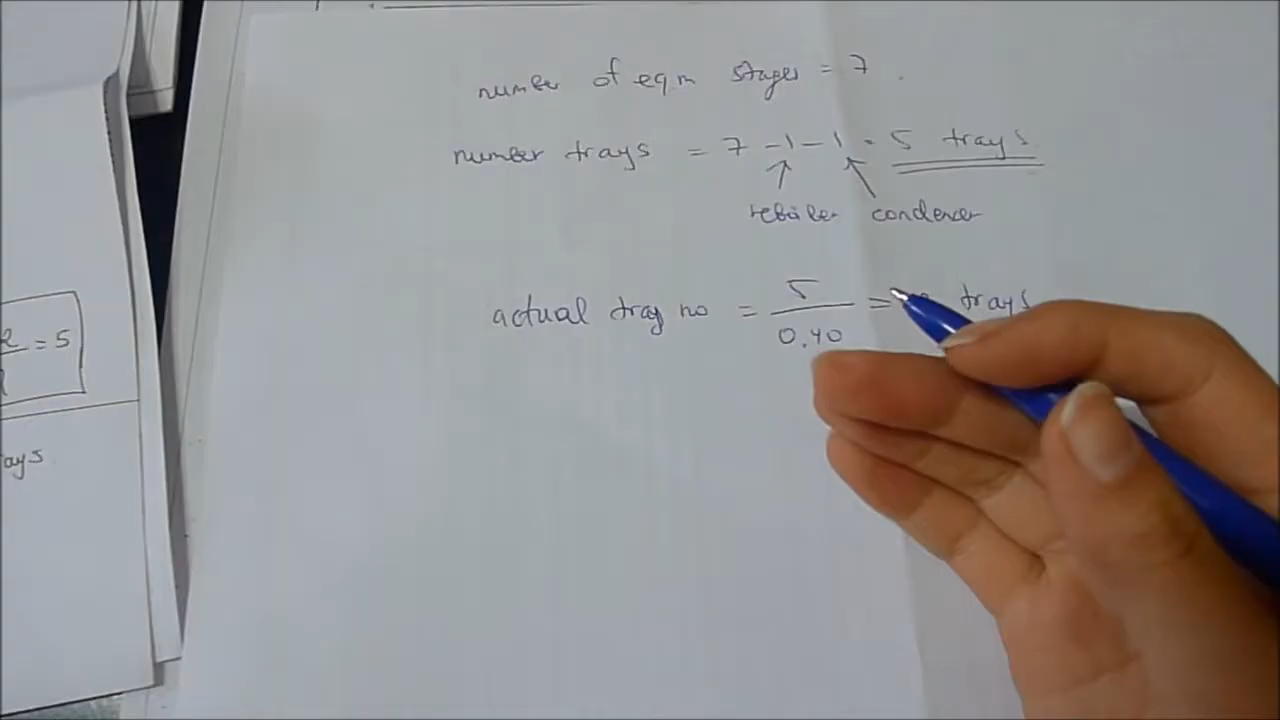 number of eqm stages = 7
number trays = 7 - 1 - 1 = 5 trays
reboiler condenser
actual tray no = 5 / 0.40 = trays
= 5
ays